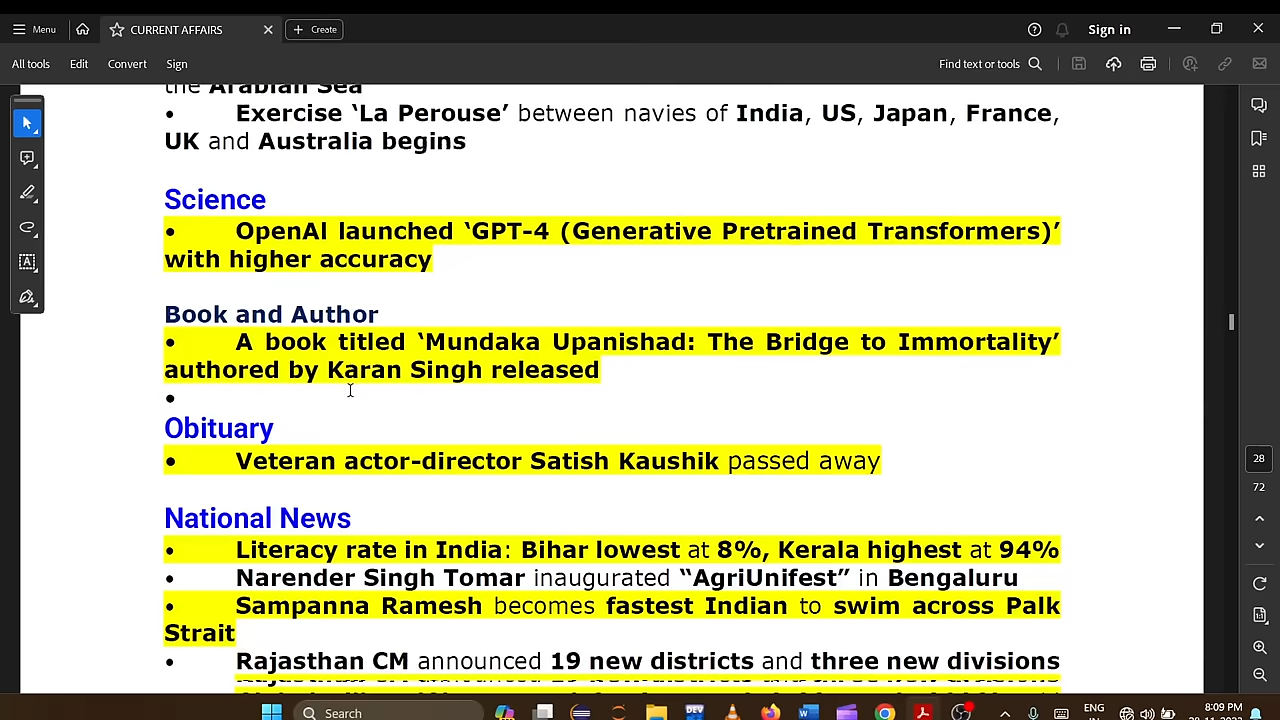 Menu
CURRENT AFFAIRS
Create
Sign in
All tools
Edit
Convert
Sign
Find text or tools
the Arabian Sea
• Exercise ‘La Perouse’ between navies of India, US, Japan, France,
UK and Australia begins
Science
• OpenAl launched ‘GPT-4 (Generative Pretrained Transformers)’
with higher accuracy
Book and Author
• A book titled ‘Mundaka Upanishad: The Bridge to Immortality’
authored by Karan Singh released
•
Obituary
• Veteran actor-director Satish Kaushik passed away
National News
• Literacy rate in India: Bihar lowest at 8%, Kerala highest at 94%
• Narender Singh Tomar inaugurated “AgriUnifest” in Bengaluru
• Sampanna Ramesh becomes fastest Indian to swim across Palk
Strait
• Rajasthan CM announced 19 new districts and three new divisions
28
72
Search
DEV
ENG
IN
8:09 PM